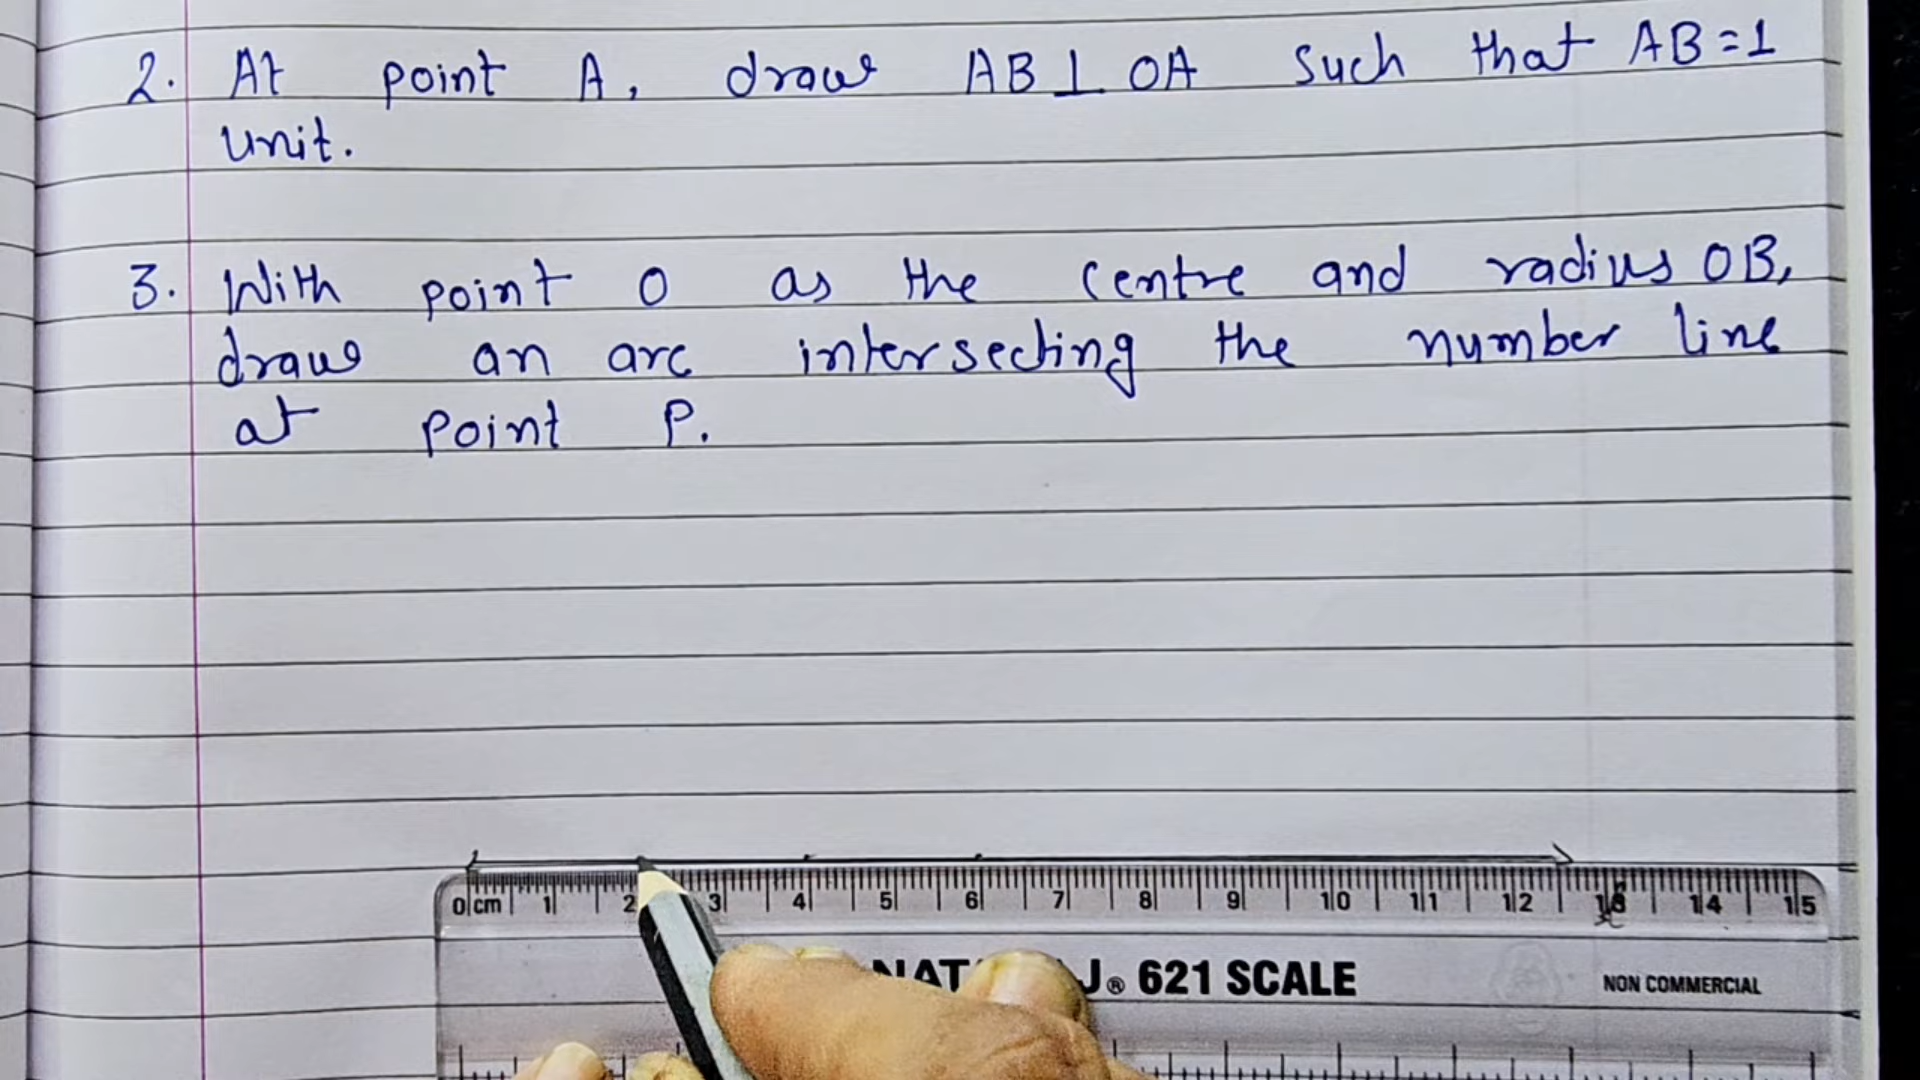 2. At point A, draw AB ⊥ OA such that AB = 1
unit.
3. With point O as the centre and radius OB,
draw an arc intersecting the number line
at point P.
0 cm 1 2 3 4 5 6 7 8 9 10 11 12 13 14 15
® 621 SCALE
NON COMMERCIAL